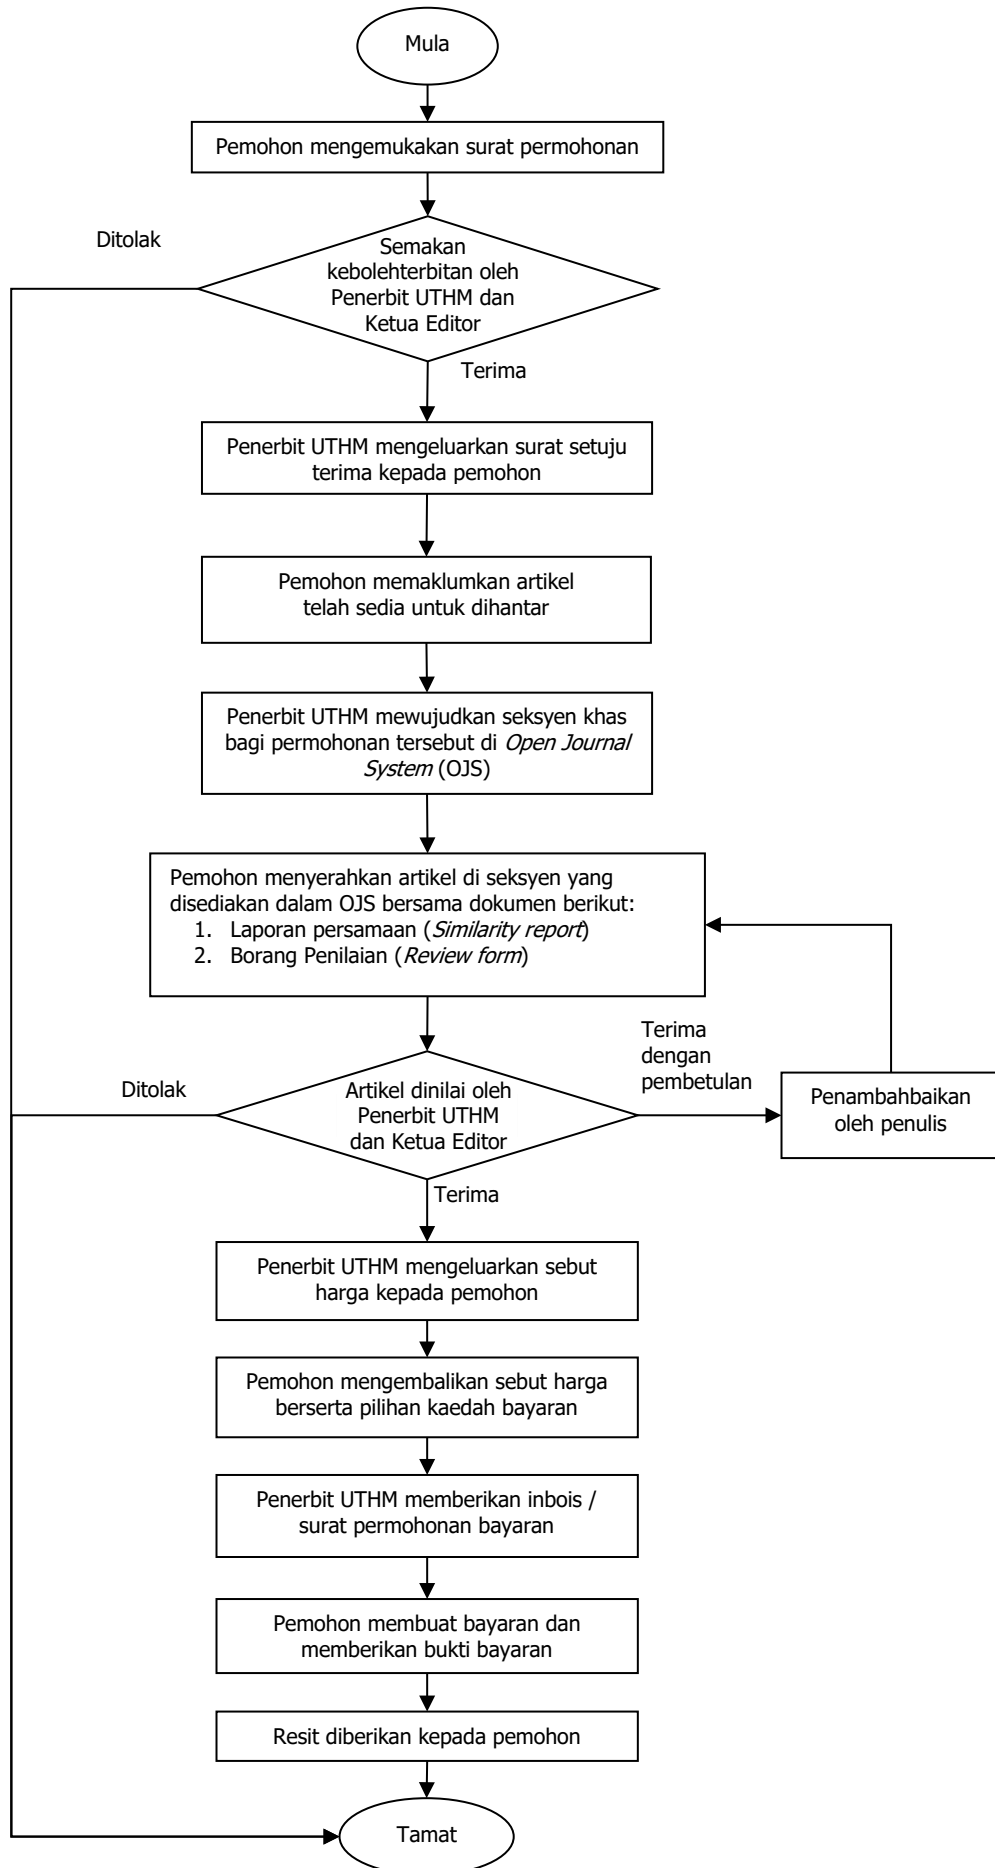 Mula
Pemohon mengemukakan surat permohonan
Ditolak
Semakan
kebolehterbitan oleh
Penerbit UTHM dan
Ketua Editor
Terima
Penerbit UTHM mengeluarkan surat setuju
terima kepada pemohon
Pemohon memaklumkan artikel
telah sedia untuk dihantar
Penerbit UTHM mewujudkan seksyen khas
bagi permohonan tersebut di Open Journal
System (OJS)
Pemohon menyerahkan artikel di seksyen yang
disediakan dalam OJS bersama dokumen berikut:
1. Laporan persamaan (Similarity report)
2. Borang Penilaian (Review form)
Ditolak
Artikel dinilai oleh
Penerbit UTHM
dan Ketua Editor
Terima
dengan
pembetulan
Penambahbaikan
oleh penulis
Terima
Penerbit UTHM mengeluarkan sebut
harga kepada pemohon
Pemohon mengembalikan sebut harga
berserta pilihan kaedah bayaran
Penerbit UTHM memberikan inbois /
surat permohonan bayaran
Pemohon membuat bayaran dan
memberikan bukti bayaran
Resit diberikan kepada pemohon
Tamat